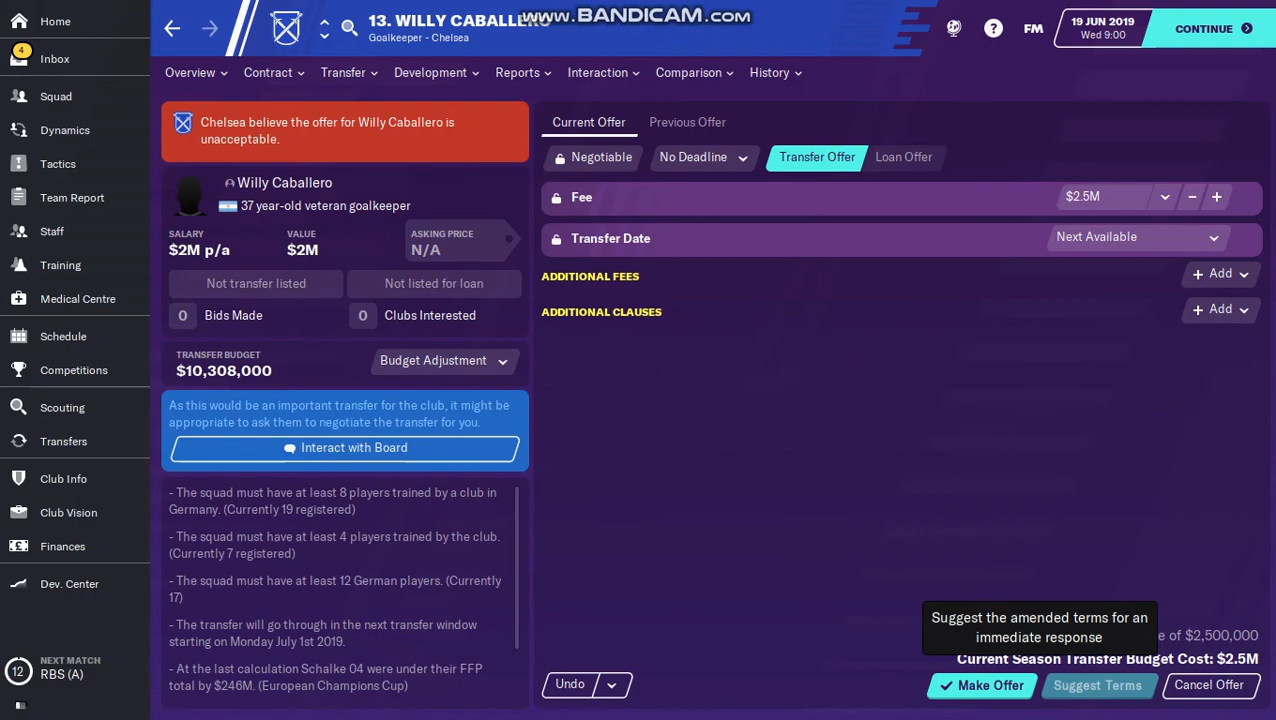 Home
4
Inbox
Squad
Dynamics
Tactics
Team Report
Staff
Training
Medical Centre
Schedule
Competitions
Scouting
Transfers
Club Info
Club Vision
Finances
Dev. Center
12
NEXT MATCH
RBS (A)
13. WILLY CABALLERO
www.BANDICAM.com
Goalkeeper - Chelsea
?
FM
19 JUN 2019
Wed 9:00
CONTINUE
Overview
Contract
Transfer
Development
Reports
Interaction
Comparison
History
Chelsea believe the offer for Willy Caballero is
unacceptable.
Willy Caballero
37 year-old veteran goalkeeper
SALARY
$2M p/a
VALUE
$2M
ASKING PRICE
N/A
Not transfer listed
Not listed for loan
0 Bids Made
0 Clubs Interested
TRANSFER BUDGET
$10,308,000
Budget Adjustment
As this would be an important transfer for the club, it might be
appropriate to ask them to negotiate the transfer for you.
Interact with Board
- The squad must have at least 8 players trained by a club in
Germany. (Currently 19 registered)
- The squad must have at least 4 players trained by the club.
(Currently 7 registered)
- The squad must have at least 12 German players. (Currently
17)
- The transfer will go through in the next transfer window
starting on Monday July 1st 2019.
- At the last calculation Schalke 04 were under their FFP
total by $246M. (European Champions Cup)
Current Offer
Previous Offer
Negotiable
No Deadline
Transfer Offer
Loan Offer
Fee
$2.5M
Transfer Date
Next Available
ADDITIONAL FEES
+ Add
ADDITIONAL CLAUSES
+ Add
Suggest the amended terms for an
immediate response
e of $2,500,000
Current Season Transfer Budget Cost: $2.5M
Undo
Make Offer
Suggest Terms
Cancel Offer